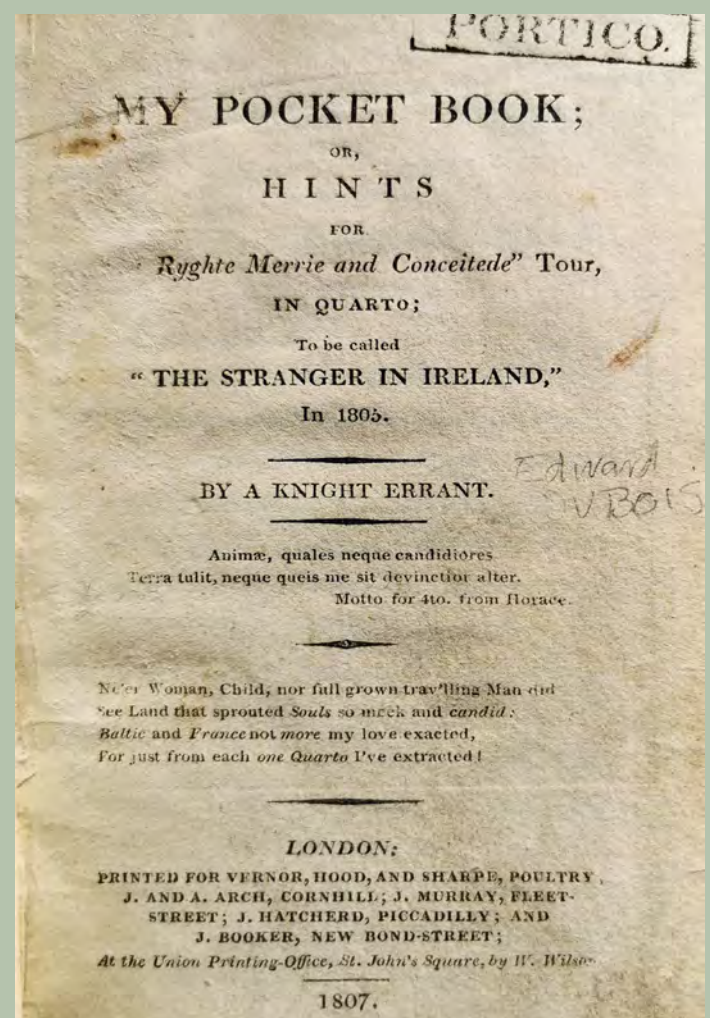 PORTICO.
MY POCKET BOOK;
OR,
HINTS
FOR
Ryghte Merrie and Conceitede” Tour,
IN QUARTO;
To be called
“ THE STRANGER IN IRELAND,”
In 1805.
Edward
DUBOIS
BY A KNIGHT ERRANT.
Animæ, quales neque candidiores
Terra tulit, neque queis me sit devinctior alter.
Motto for 4to. from Horace.
Ne'er Woman, Child, nor full grown trav'lling Man did
See Land that sprouted Souls so meek and candid:
Baltic and France not more my love exacted,
For just from each one Quarto I've extracted!
LONDON:
PRINTED FOR VERNOR, HOOD, AND SHARPE, POULTRY,
J. AND A. ARCH, CORNHILL; J. MURRAY, FLEET-
STREET; J. HATCHERD, PICCADILLY; AND
J. BOOKER, NEW BOND-STREET;
At the Union Printing-Office, St. John's Square, by W. Wilson
1807.